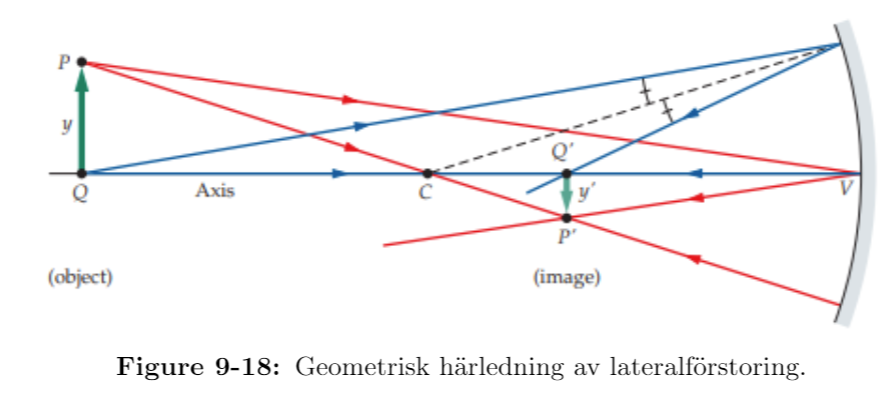 P
y
Q'
Q
Axis
C
y'
V
P'
(object)
(image)
Figure 9-18: Geometrisk härledning av lateralförstoring.